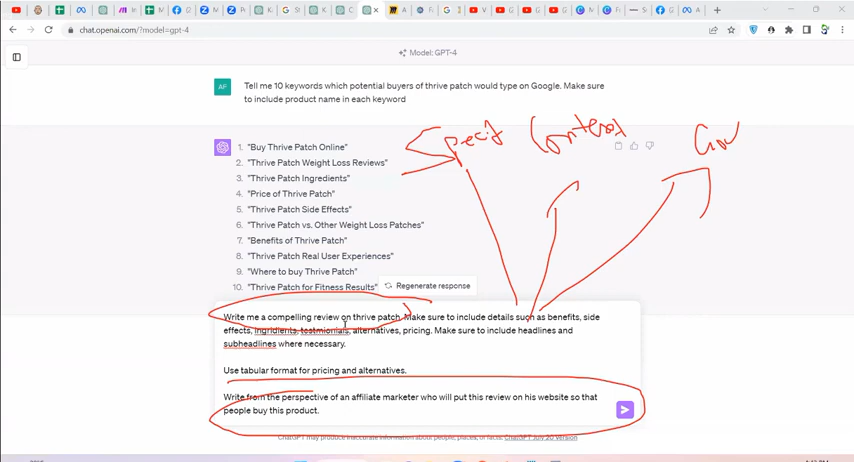 chat.openai.com/?model=gpt-4
Model: GPT-4
AF
Tell me 10 keywords which potential buyers of thrive patch would type on Google. Make sure
to include product name in each keyword
Specific Context Goal
1. "Buy Thrive Patch Online"
2. "Thrive Patch Weight Loss Reviews"
3. "Thrive Patch Ingredients"
4. "Price of Thrive Patch"
5. "Thrive Patch Side Effects"
6. "Thrive Patch vs. Other Weight Loss Patches"
7. "Benefits of Thrive Patch"
8. "Thrive Patch Real User Experiences"
9. "Where to buy Thrive Patch"
10. "Thrive Patch for Fitness Results"
Regenerate response
Write me a compelling review on thrive patch. Make sure to include details such as benefits, side
effects, ingridients, testmionials, alternatives, pricing. Make sure to include headlines and
subheadlines where necessary.
Use tabular format for pricing and alternatives.
Write from the perspective of an affiliate marketer who will put this review on his website so that
people buy this product.
ChatGPT may produce inaccurate information about people, places, or facts. ChatGPT July 20 Version